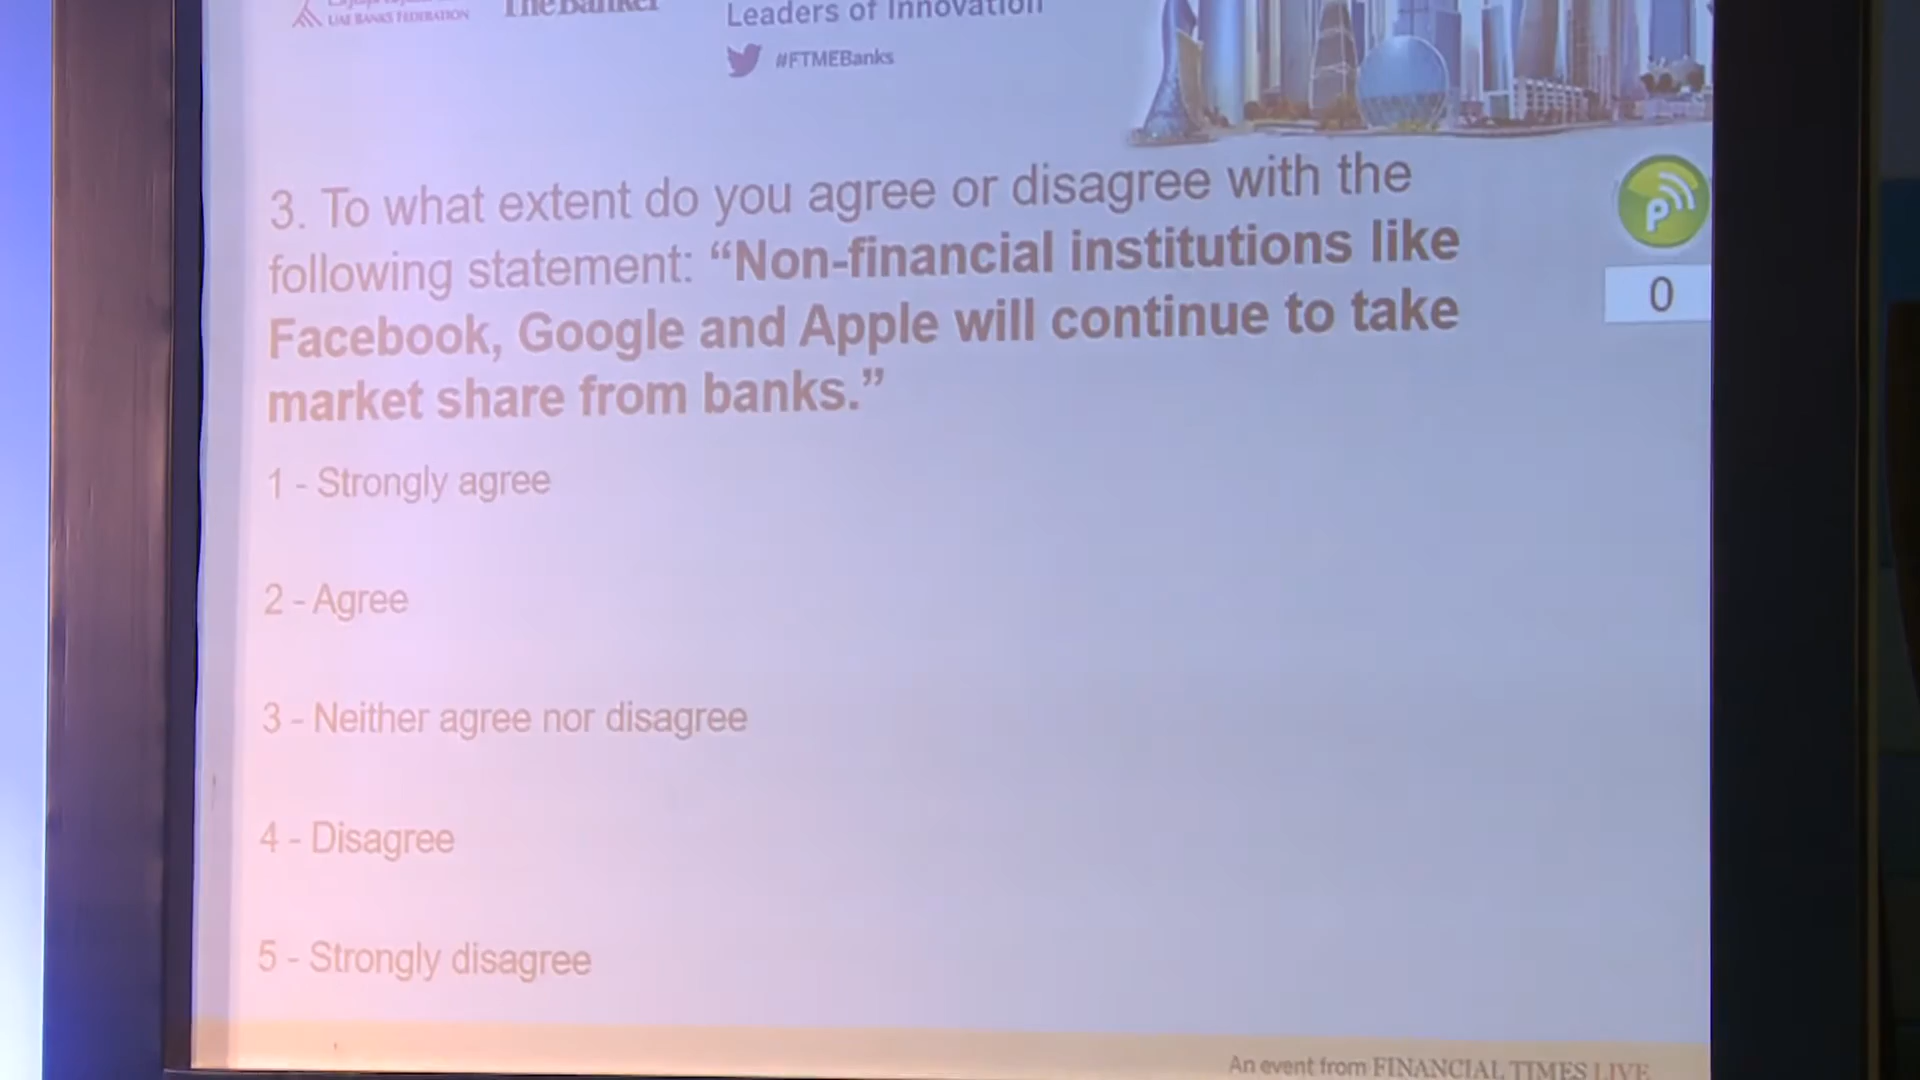 UAE BANKS FEDERATION
The Banker
Leaders of Innovation
#FTMEBanks
3. To what extent do you agree or disagree with the
following statement: “Non-financial institutions like
Facebook, Google and Apple will continue to take
market share from banks.”
P
0
1 - Strongly agree
2 - Agree
3 - Neither agree nor disagree
4 - Disagree
5 - Strongly disagree
An event from FINANCIAL TIMES LIVE